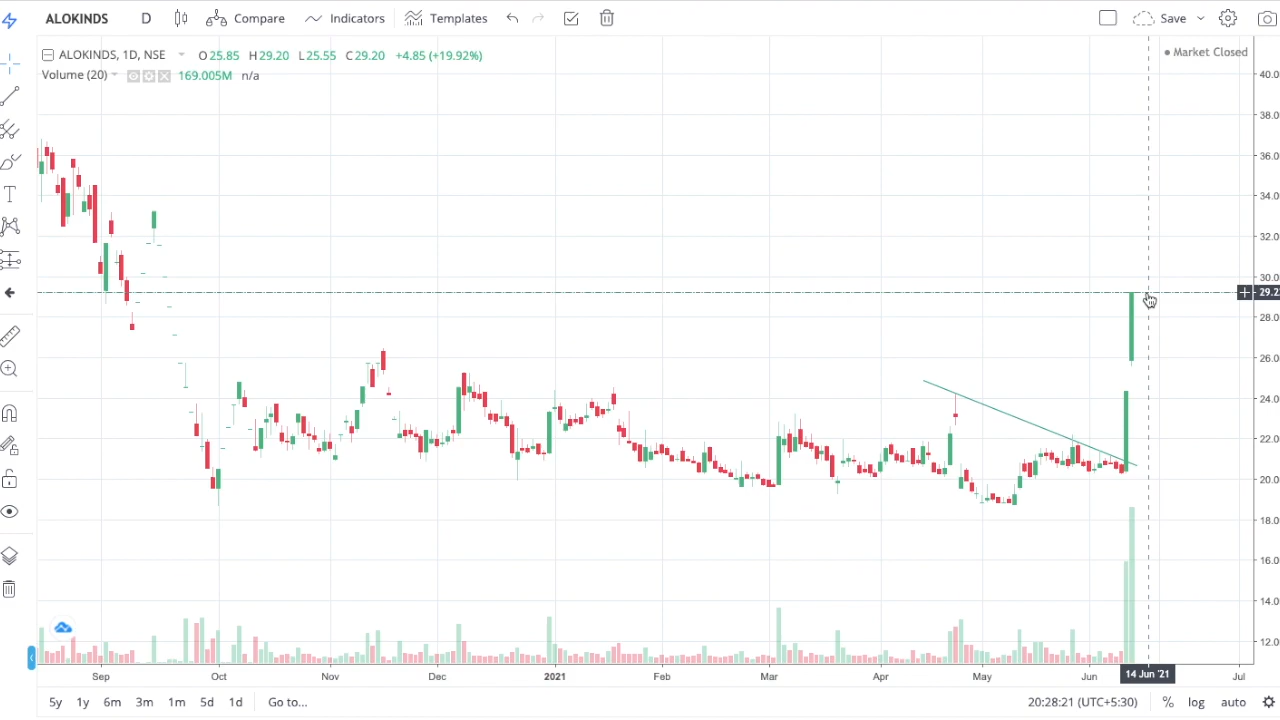 ALOKINDS D Compare Indicators Templates Save
ALOKINDS, 1D, NSE O25.85 H29.20 L25.55 C29.20 +4.85 (+19.92%)
Market Closed
Volume (20) 169.005M n/a
40.0
38.0
36.0
34.0
32.0
30.0
29.2
28.0
26.0
24.0
22.0
20.0
18.0
16.0
14.0
12.0
Sep Oct Nov Dec 2021 Feb Mar Apr May Jun 14 Jun '21 Jul
5y 1y 6m 3m 1m 5d 1d Go to... 20:28:21 (UTC+5:30) % log auto